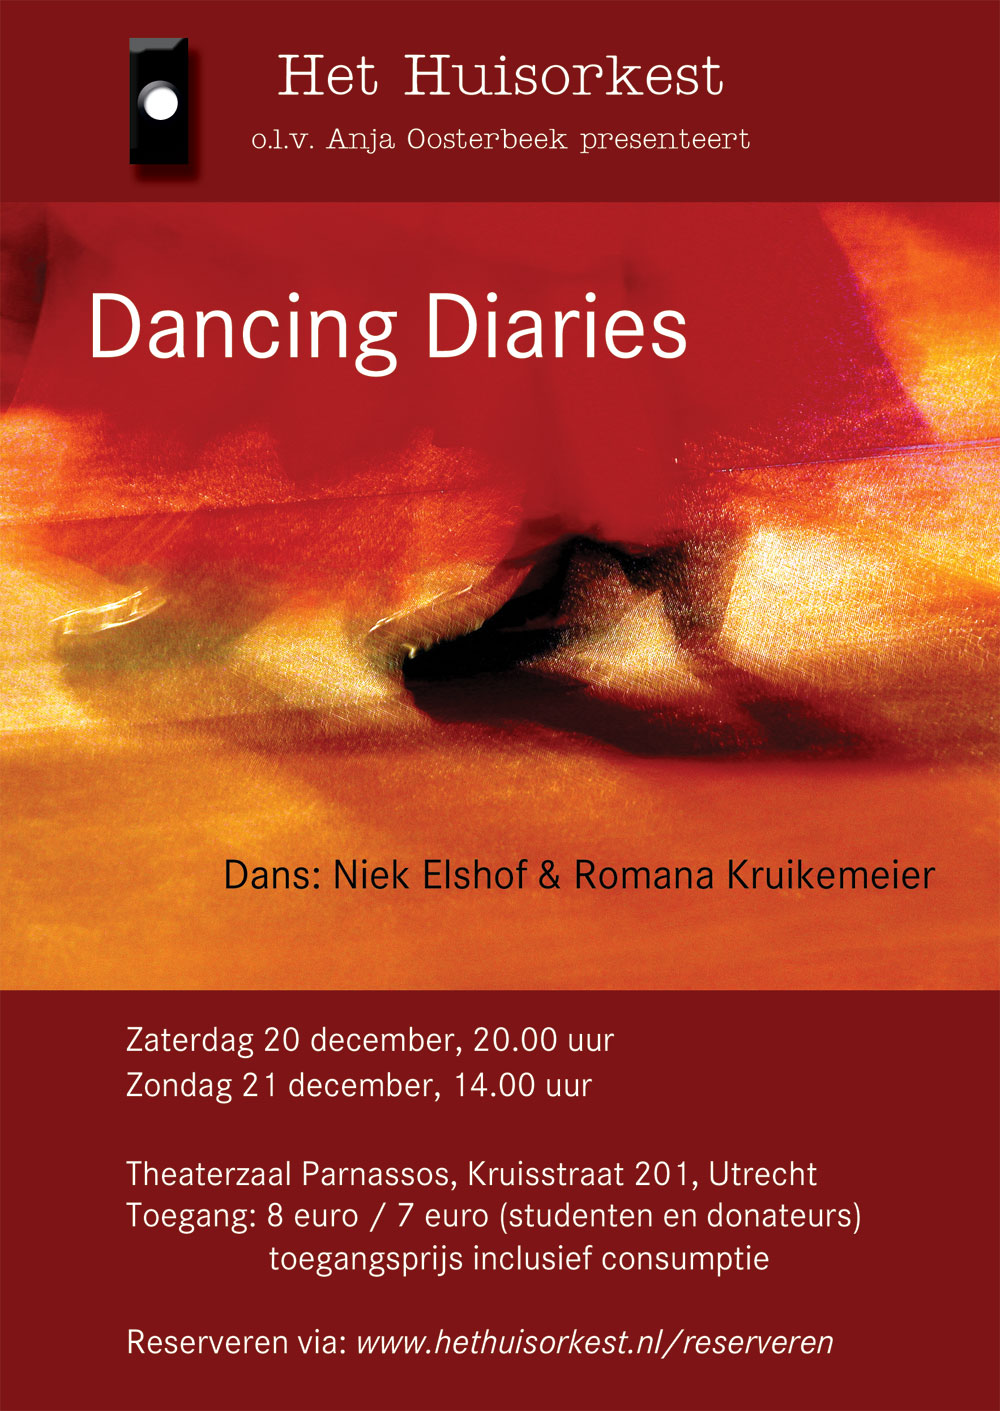 Het Huisorkest
o.l.v. Anja Oosterbeek presenteert
Dancing Diaries
Dans: Niek Elshof & Romana Kruikemeier
Zaterdag 20 december, 20.00 uur
Zondag 21 december, 14.00 uur
Theaterzaal Parnassos, Kruisstraat 201, Utrecht
Toegang: 8 euro / 7 euro (studenten en donateurs)
toegangsprijs inclusief consumptie
Reserveren via: www.hethuisorkest.nl/reserveren